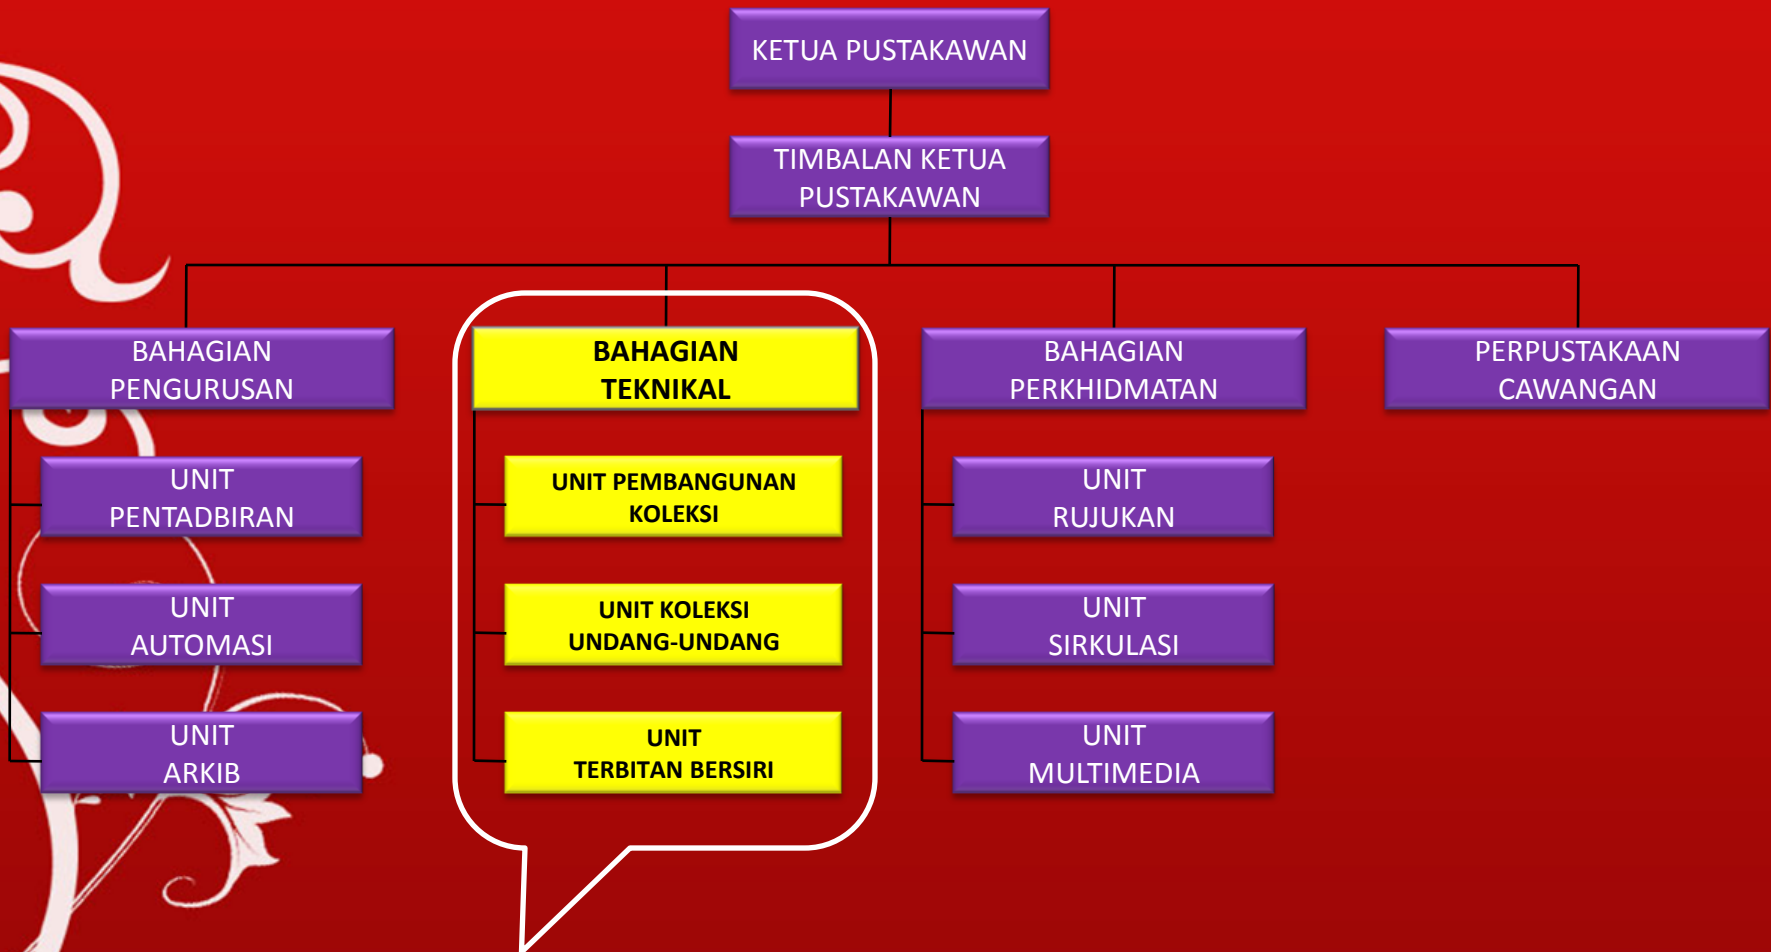 KETUA PUSTAKAWAN
TIMBALAN KETUA
PUSTAKAWAN
BAHAGIAN
PENGURUSAN
BAHAGIAN
TEKNIKAL
BAHAGIAN
PERKHIDMATAN
PERPUSTAKAAN
CAWANGAN
UNIT
PENTADBIRAN
UNIT PEMBANGUNAN
KOLEKSI
UNIT
RUJUKAN
UNIT
AUTOMASI
UNIT KOLEKSI
UNDANG-UNDANG
UNIT
SIRKULASI
UNIT
ARKIB
UNIT
TERBITAN BERSIRI
UNIT
MULTIMEDIA